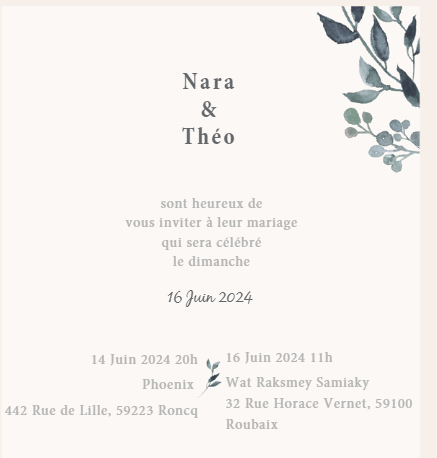 Nara
&
Théo
sont heureux de
vous inviter à leur mariage
qui sera célébré
le dimanche
16 Juin 2024
14 Juin 2024 20h
Phoenix
442 Rue de Lille, 59223 Roncq
16 Juin 2024 11h
Wat Raksmey Samiaky
32 Rue Horace Vernet, 59100
Roubaix